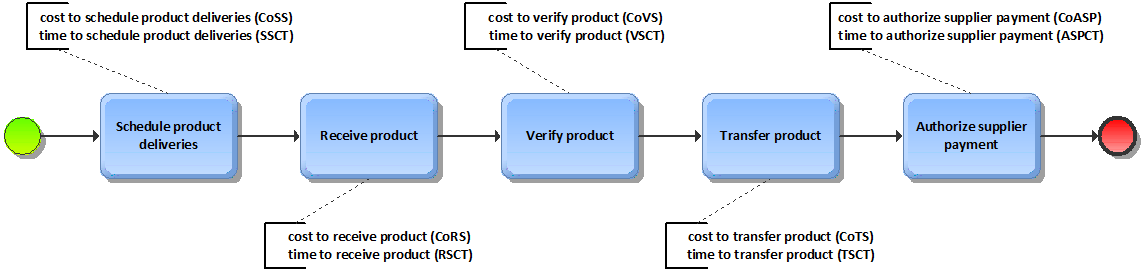 cost to schedule product deliveries (CoSS)
time to schedule product deliveries (SSCT)
cost to verify product (CoVS)
time to verify product (VSCT)
cost to authorize supplier payment (CoASP)
time to authorize supplier payment (ASPCT)
Schedule product
deliveries
Receive product
Verify product
Transfer product
Authorize supplier
payment
cost to receive product (CoRS)
time to receive product (RSCT)
cost to transfer product (CoTS)
time to transfer product (TSCT)